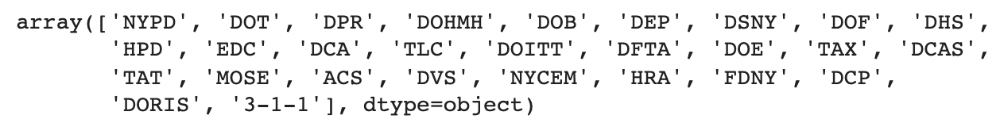 array(['NYPD', 'DOT', 'DPR', 'DOHMH', 'DOB', 'DEP', 'DSNY', 'DOF', 'DHS',
'HPD', 'EDC', 'DCA', 'TLC', 'DOITT', 'DFTA', 'DOE', 'TAX', 'DCAS',
'TAT', 'MOSE', 'ACS', 'DVS', 'NYCEM', 'HRA', 'FDNY', 'DCP',
'DORIS', '3-1-1'], dtype=object)